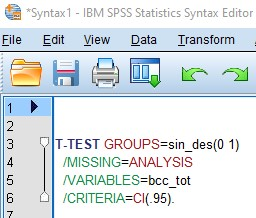 *Syntax1 - IBM SPSS Statistics Syntax Editor
File Edit View Data Transform
1
2
3 T-TEST GROUPS=sin_des(0 1)
4 /MISSING=ANALYSIS
5 /VARIABLES=bcc_tot
6 /CRITERIA=CI(.95).